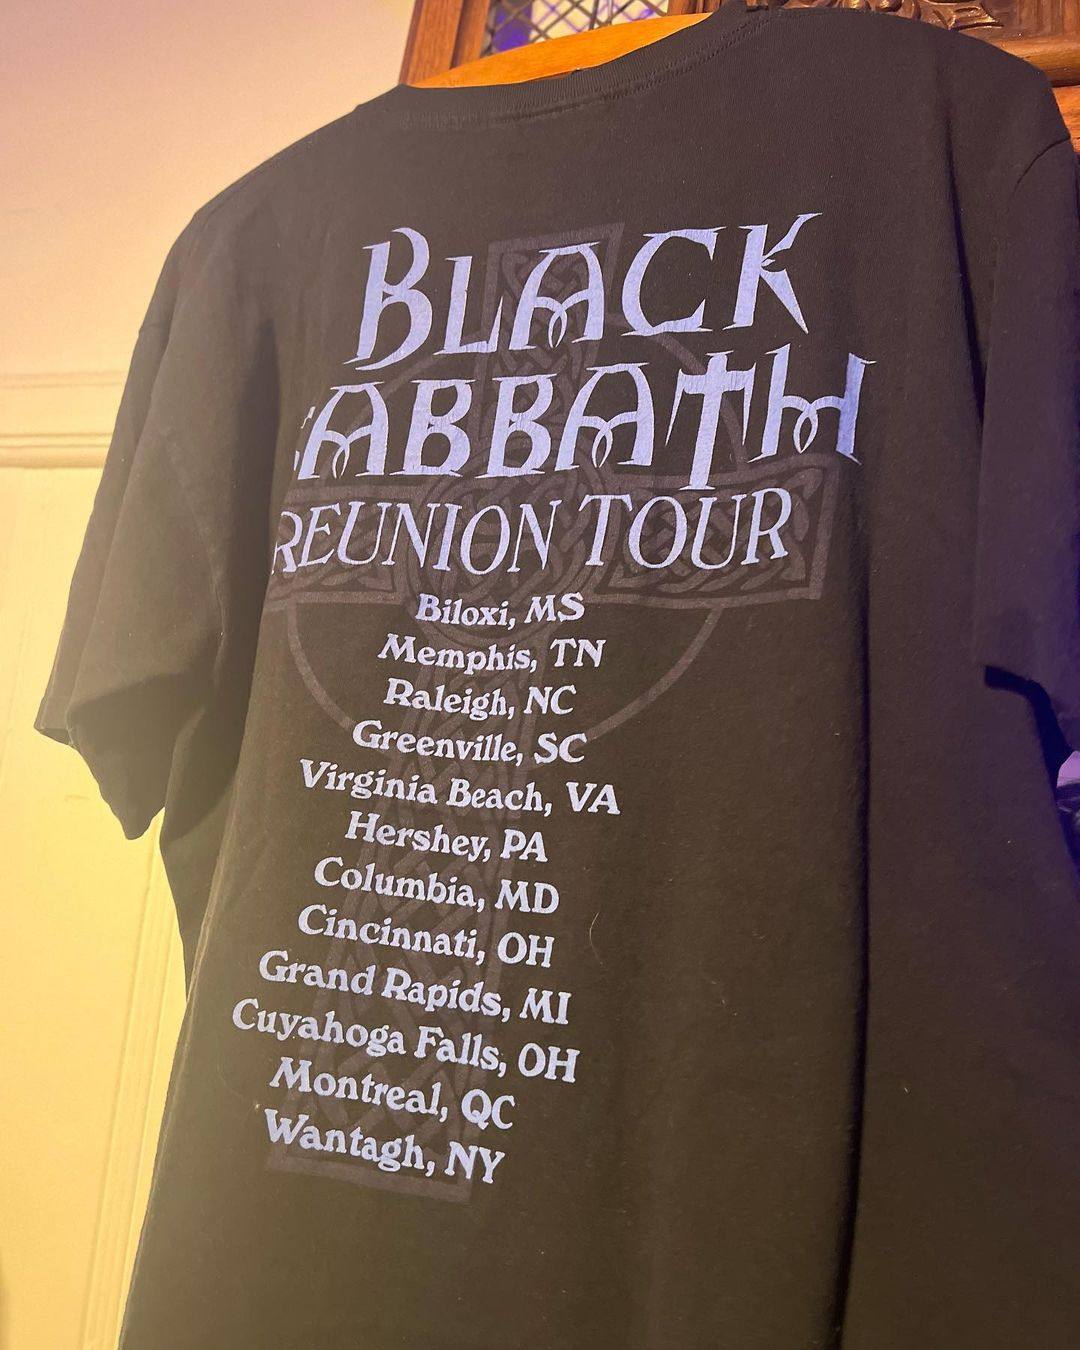 BLACK
SABBATH
REUNION TOUR
Biloxi, MS
Memphis, TN
Raleigh, NC
Greenville, SC
Virginia Beach, VA
Hershey, PA
Columbia, MD
Cincinnati, OH
Grand Rapids, MI
Cuyahoga Falls, OH
Montreal, QC
Wantagh, NY